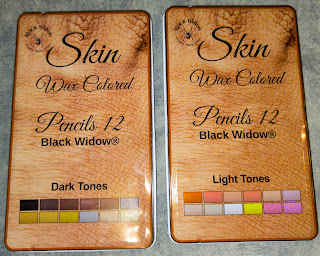 Skin
Wax Colored
Pencils 12
Black Widow®
Dark Tones
Skin
Wax Colored
Pencils 12
Black Widow®
Light Tones